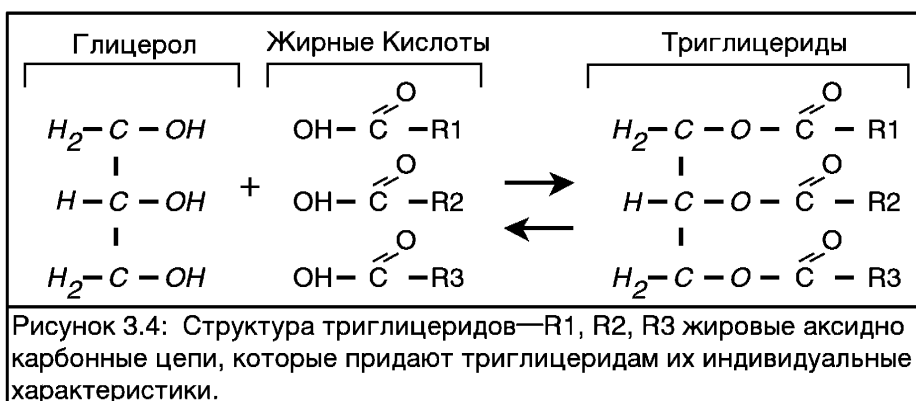 Глицерол Жирные Кислоты Триглицериды
O O
H2–C–OH OH–C–R1 H2–C–O–C–R1
O O
H–C–OH + OH–C–R2 H–C–O–C–R2
O O
H2–C–OH OH–C–R3 H2–C–O–C–R3
Рисунок 3.4: Структура триглицеридов—R1, R2, R3 жировые аксидно
карбонные цепи, которые придают триглицеридам их индивидуальные
характеристики.